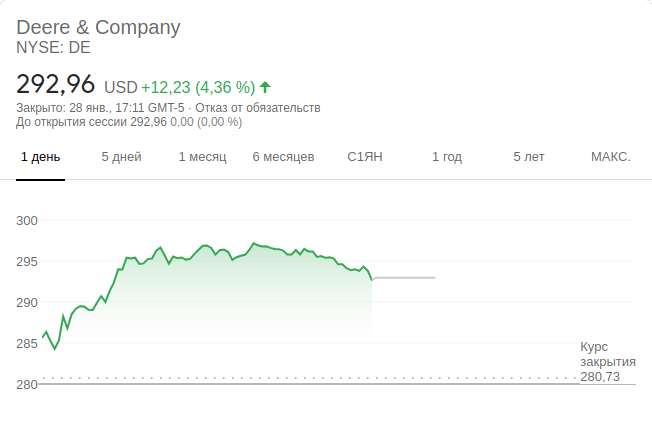 Deere & Company
NYSE: DE
292,96 USD +12,23 (4,36 %)
Закрыто: 28 янв., 17:11 GMT-5 · Отказ от обязательств
До открытия сессии 292,96 0,00 (0,00 %)
1 день 5 дней 1 месяц 6 месяцев С1ЯН 1 год 5 лет МАКС.
300
295
290
285
280
Курс
закрытия
280,73